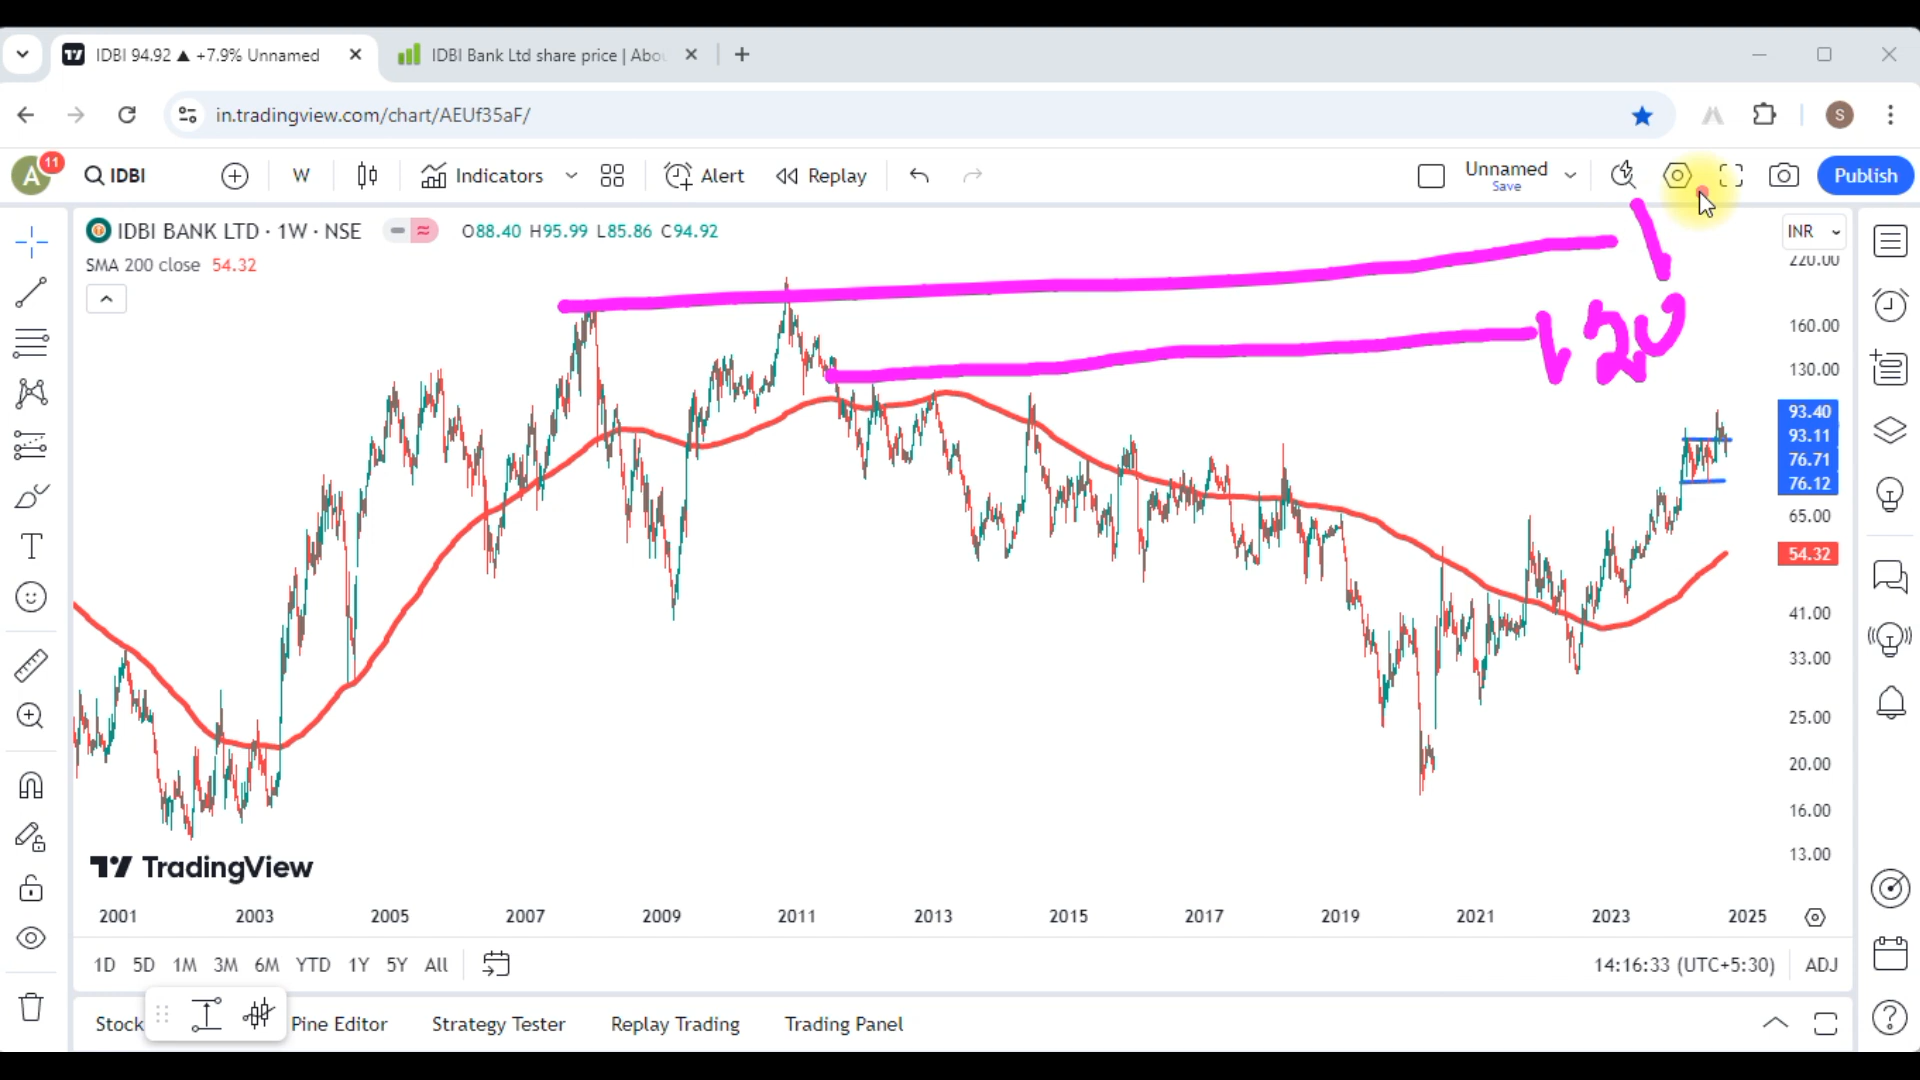 IDBI 94.92 ▲ +7.9% Unnamed
IDBI Bank Ltd share price | Abou
in.tradingview.com/chart/AEUf35aF/
S
A
11
IDBI
W
Indicators
Alert
Replay
Unnamed
Save
Publish
IDBI BANK LTD · 1W · NSE
O88.40 H95.99 L85.86 C94.92
INR
SMA 200 close 54.32
220.00
160.00
120
130.00
93.40
93.11
76.71
76.12
65.00
54.32
41.00
33.00
25.00
20.00
16.00
13.00
TradingView
2001 2003 2005 2007 2009 2011 2013 2015 2017 2019 2021 2023 2025
1D 5D 1M 3M 6M YTD 1Y 5Y All
14:16:33 (UTC+5:30) ADJ
Stock
Pine Editor
Strategy Tester
Replay Trading
Trading Panel